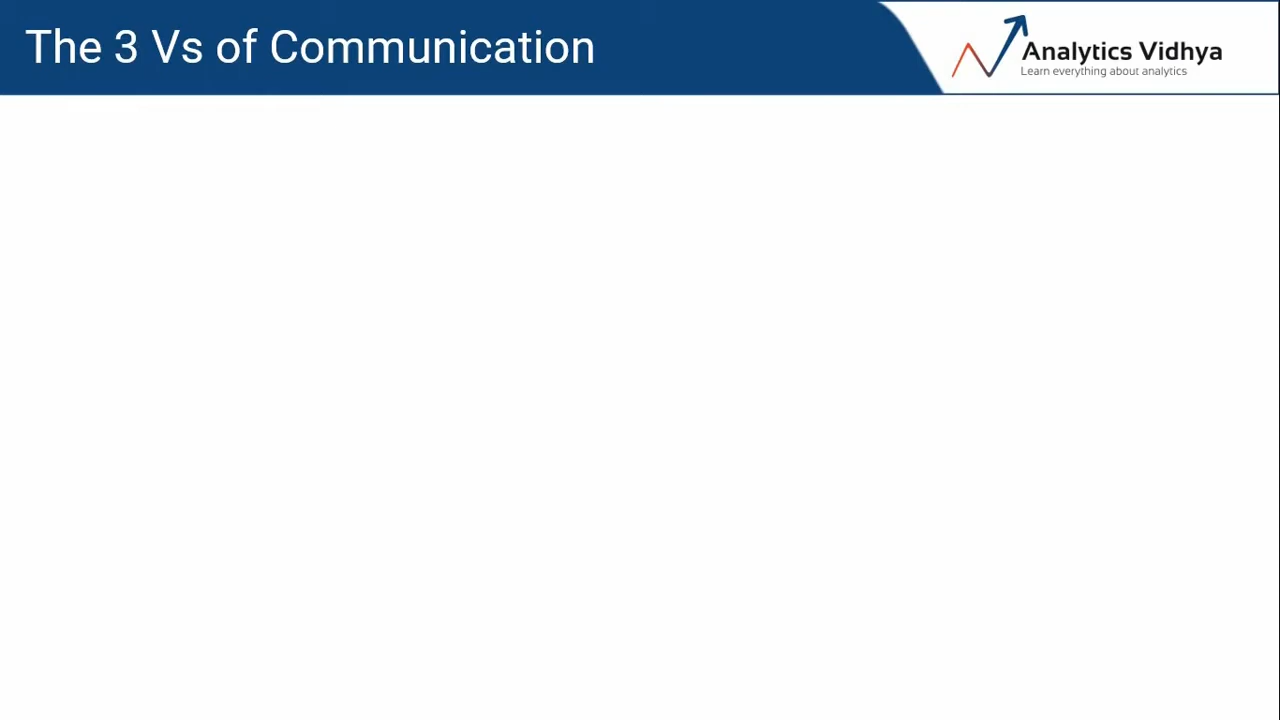 The 3 Vs of Communication
Analytics Vidhya
Learn everything about analytics